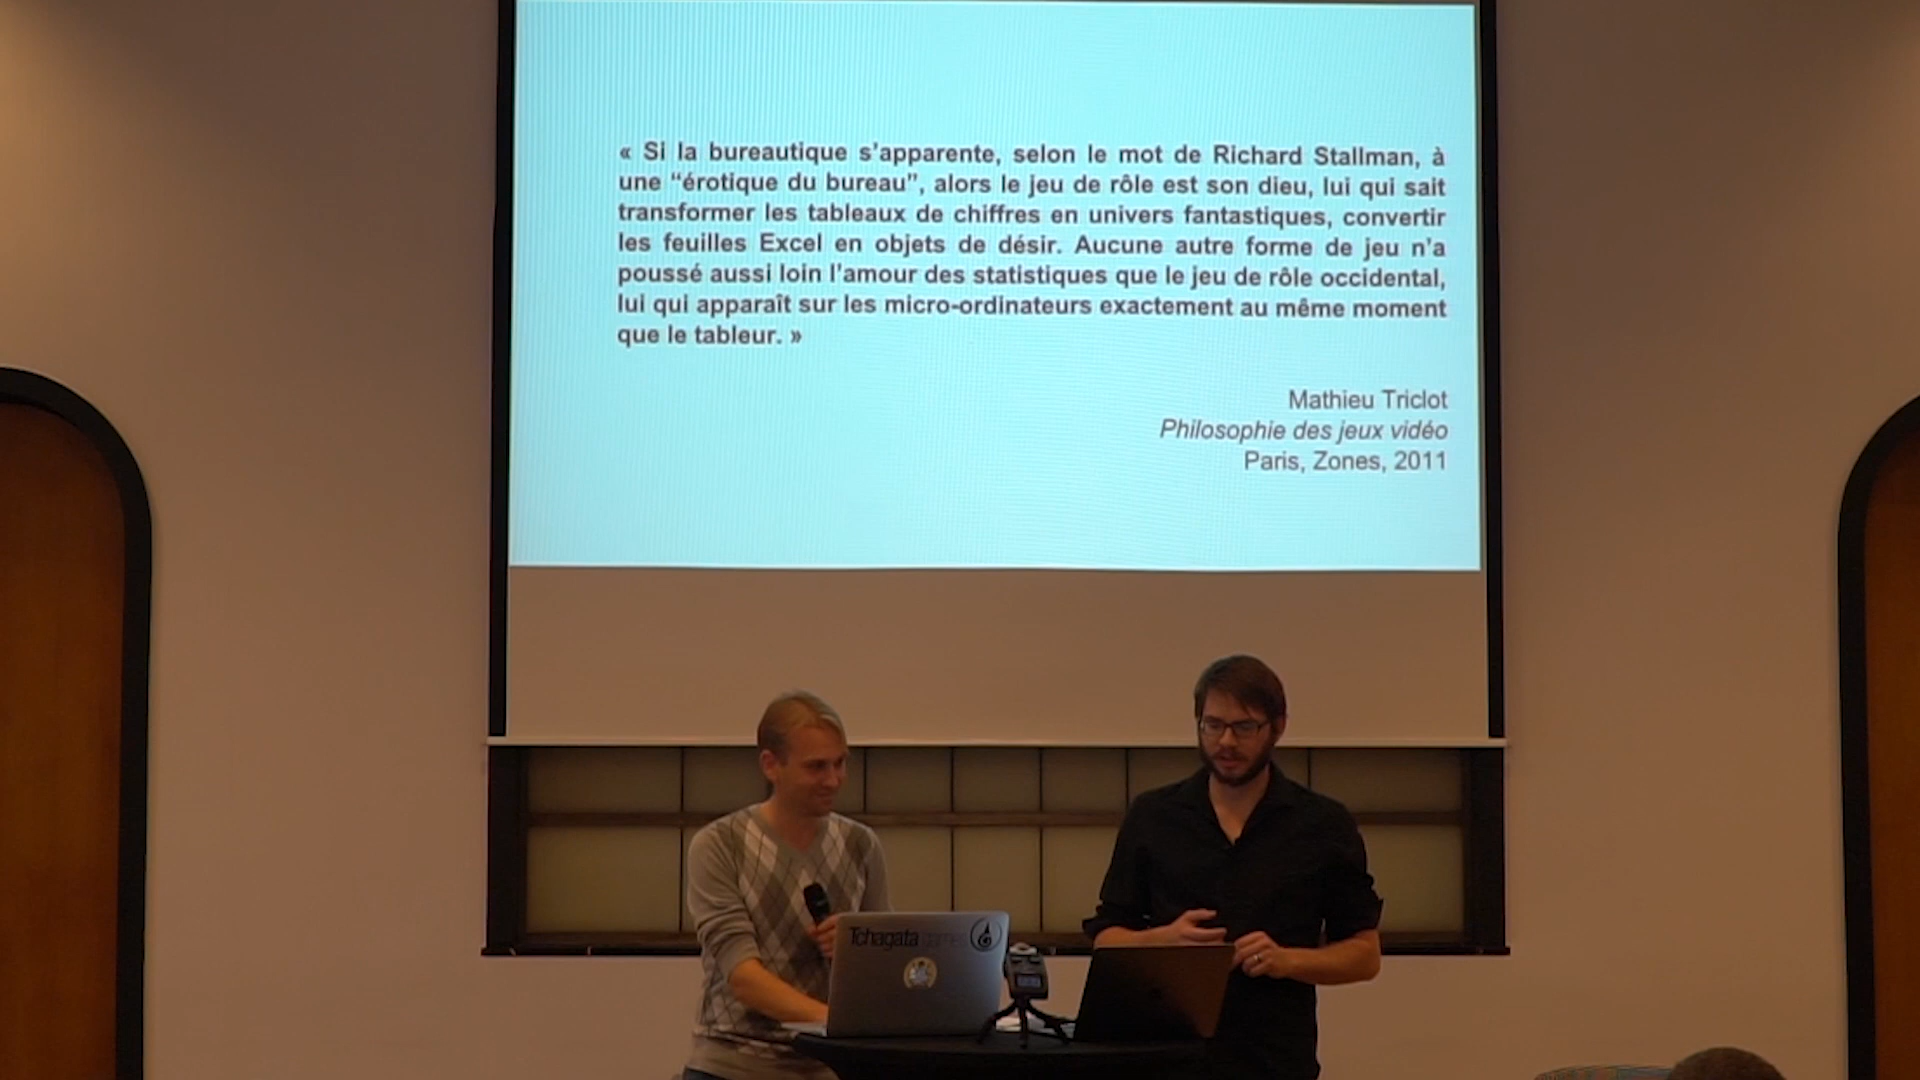 « Si la bureautique s’apparente, selon le mot de Richard Stallman, à
une “érotique du bureau”, alors le jeu de rôle est son dieu, lui qui sait
transformer les tableaux de chiffres en univers fantastiques, convertir
les feuilles Excel en objets de désir. Aucune autre forme de jeu n’a
poussé aussi loin l’amour des statistiques que le jeu de rôle occidental,
lui qui apparaît sur les micro-ordinateurs exactement au même moment
que le tableur. »
Mathieu Triclot
Philosophie des jeux vidéo
Paris, Zones, 2011
Tchagata games